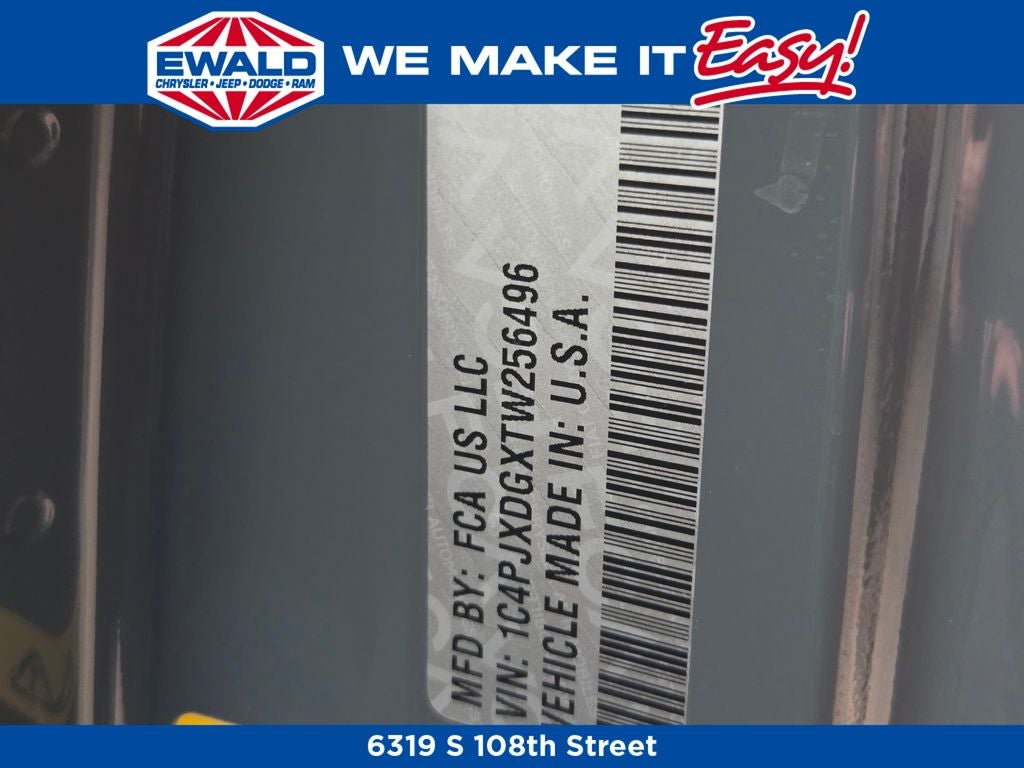 EWALD
CHRYSLER • JEEP • DODGE • RAM
WE MAKE IT Easy!
MFD BY: FCA US LLC
VIN: 1C4PJXDGXTW256496
VEHICLE MADE IN: U.S.A.
6319 S 108th Street